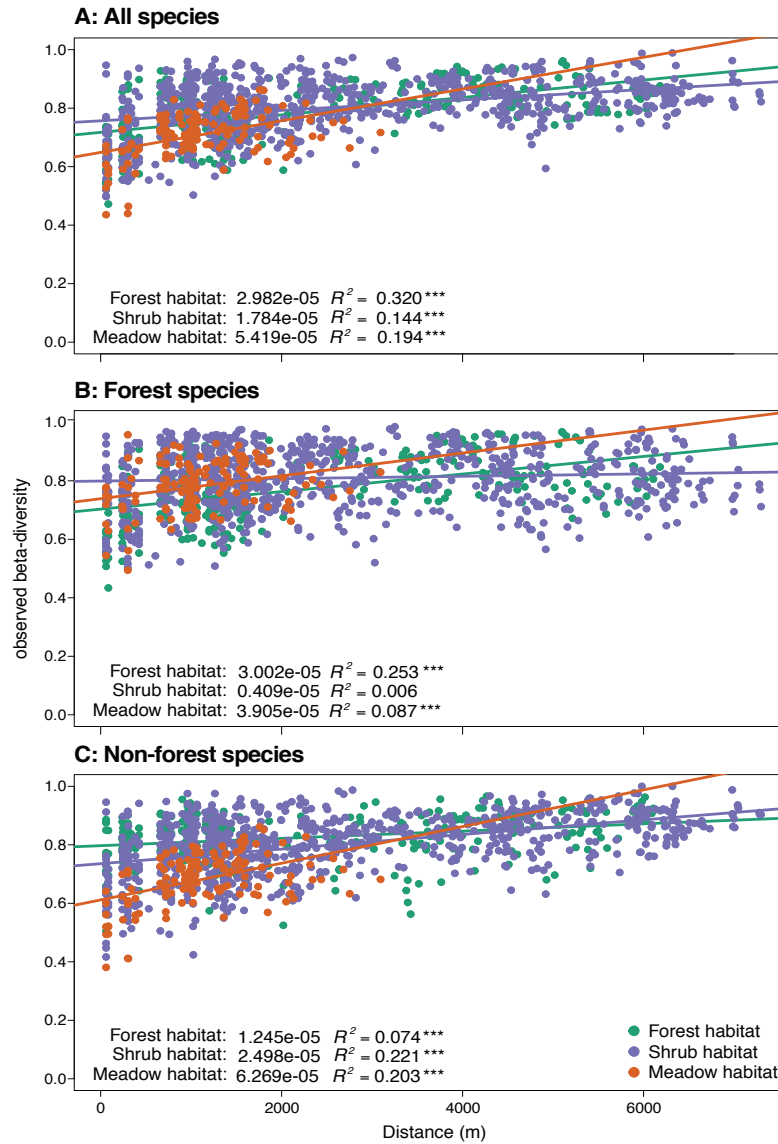 A: All species
1.0
0.8
0.6
0.4
0.2
0.0
Forest habitat: 2.982e-05 R² = 0.320***
Shrub habitat: 1.784e-05 R² = 0.144***
Meadow habitat: 5.419e-05 R² = 0.194***
B: Forest species
1.0
0.8
0.6
0.4
0.2
0.0
observed beta-diversity
Forest habitat: 3.002e-05 R² = 0.253 ***
Shrub habitat: 0.409e-05 R² = 0.006
Meadow habitat: 3.905e-05 R² = 0.087***
C: Non-forest species
1.0
0.8
0.6
0.4
0.2
0.0
Forest habitat: 1.245e-05 R² = 0.074***
Shrub habitat: 2.498e-05 R² = 0.221***
Meadow habitat: 6.269e-05 R² = 0.203***
Forest habitat
Shrub habitat
Meadow habitat
0 2000 4000 6000
Distance (m)